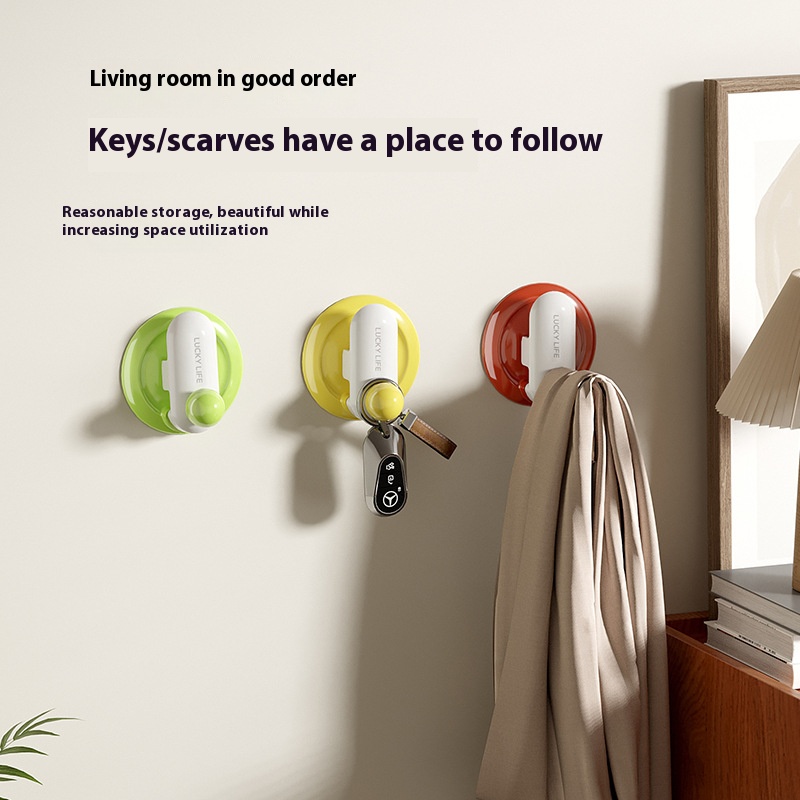 Living room in good order
Keys/scarves have a place to follow
Reasonable storage, beautiful while
increasing space utilization
LUCKY LIFE
LUCKY LIFE
LUCKY LIFE